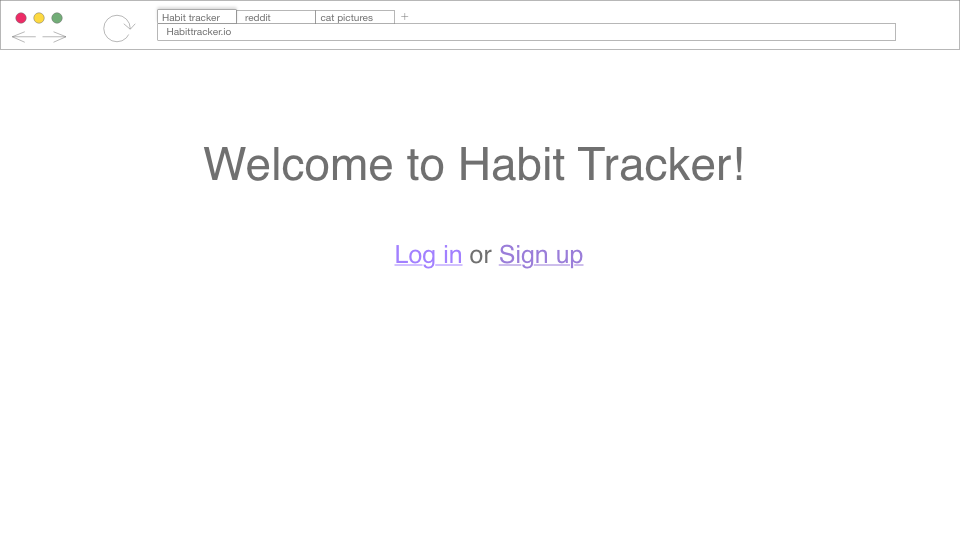 Habit tracker
reddit
cat pictures
+
Habittracker.io
Welcome to Habit Tracker!
Log in or Sign up